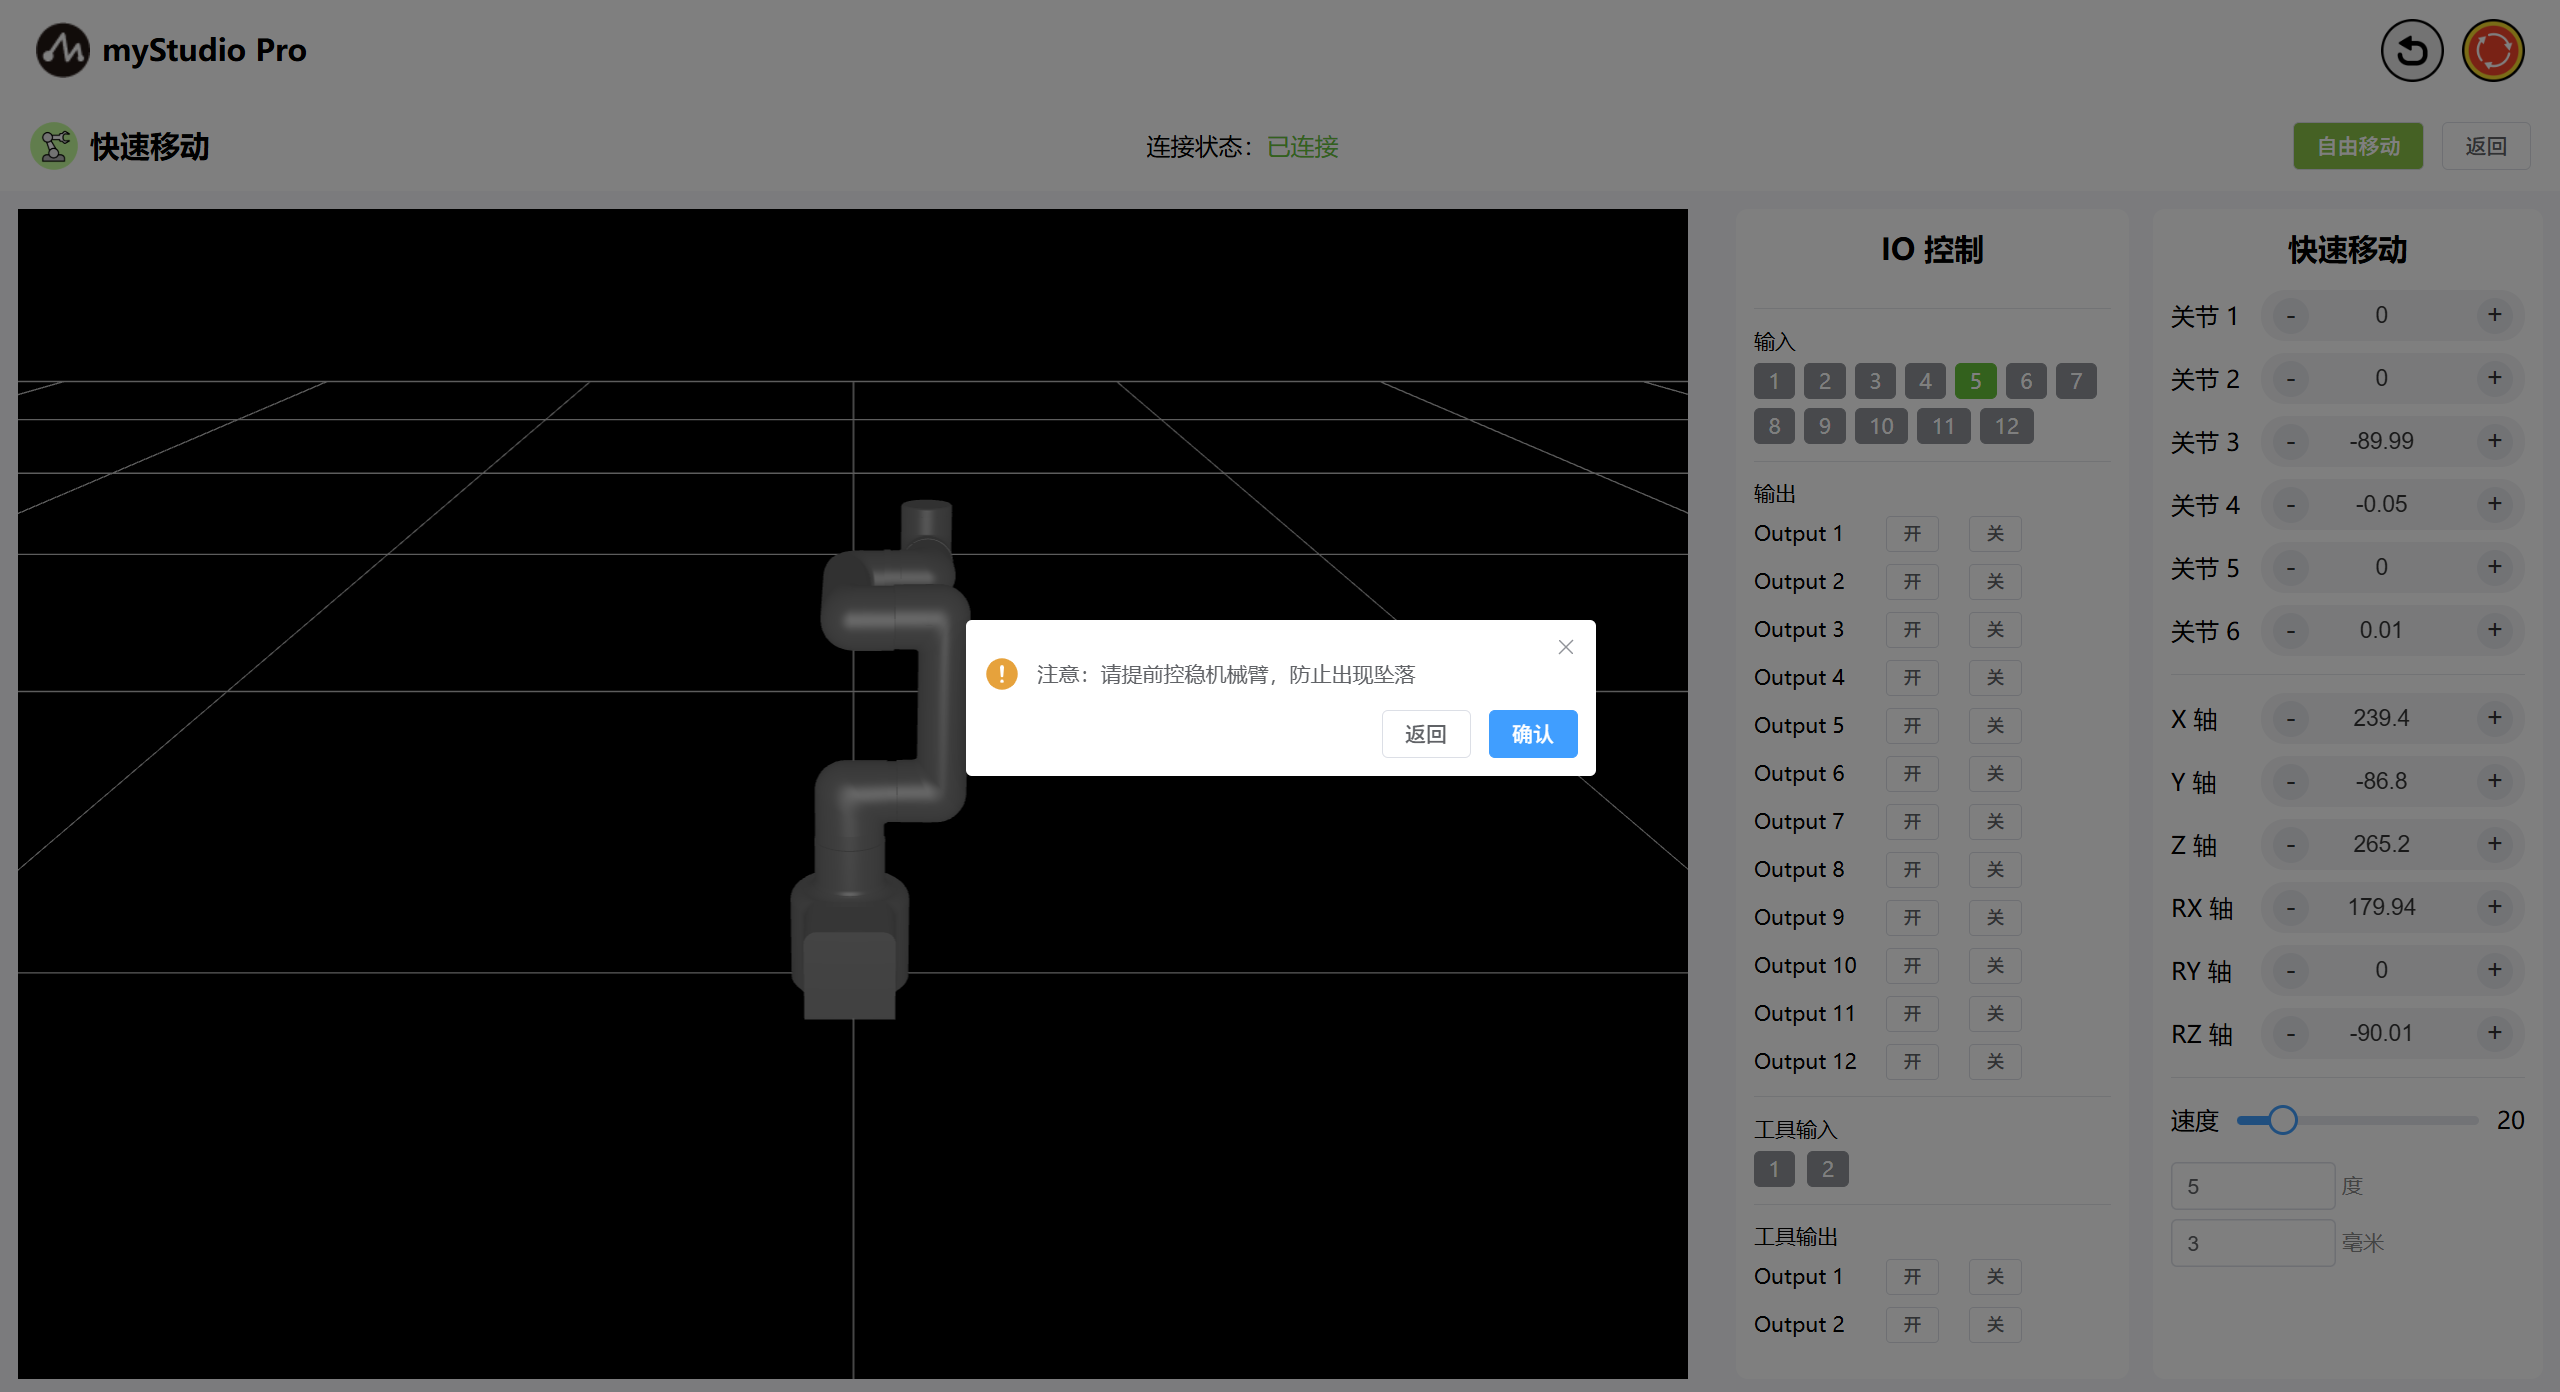 myStudio Pro
快速移动
连接状态：已连接
自由移动
返回
IO 控制
输入
1 2 3 4 5 6 7
8 9 10 11 12
输出
Output 1 开 关
Output 2 开 关
Output 3 开 关
Output 4 开 关
Output 5 开 关
Output 6 开 关
Output 7 开 关
Output 8 开 关
Output 9 开 关
Output 10 开 关
Output 11 开 关
Output 12 开 关
工具输入
1 2
工具输出
Output 1 开 关
Output 2 开 关
快速移动
关节 1 - 0 +
关节 2 - 0 +
关节 3 - -89.99 +
关节 4 - -0.05 +
关节 5 - 0 +
关节 6 - 0.01 +
X 轴 - 239.4 +
Y 轴 - -86.8 +
Z 轴 - 265.2 +
RX 轴 - 179.94 +
RY 轴 - 0 +
RZ 轴 - -90.01 +
速度 20
5 度
3 毫米
注意：请提前控稳机械臂，防止出现坠落
返回 确认